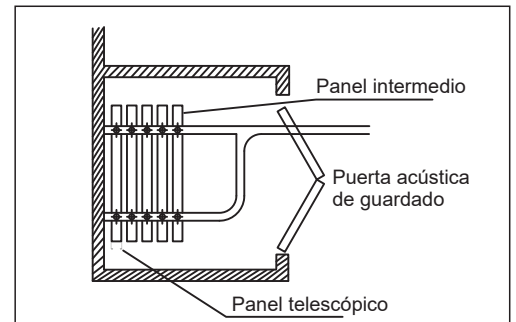 Panel intermedio
Puerta acústica
de guardado
Panel telescópico